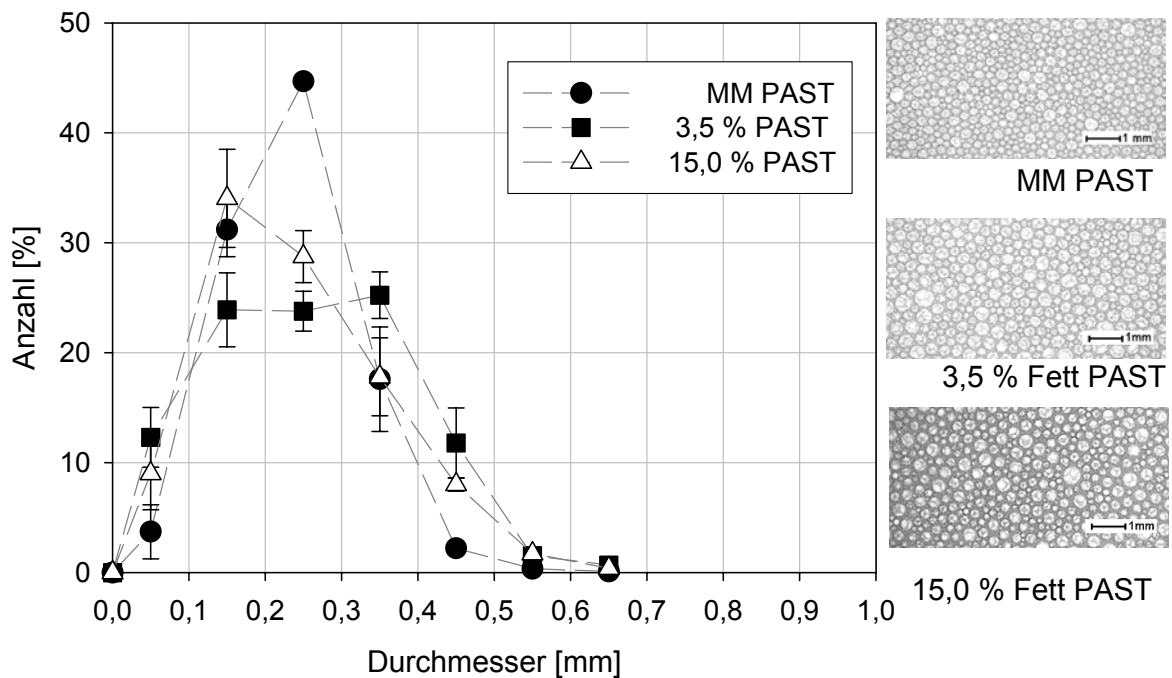 50
40
30
20
10
0
Anzahl [%]
0,0 0,1 0,2 0,3 0,4 0,5 0,6 0,7 0,8 0,9 1,0
Durchmesser [mm]
MM PAST
3,5 % PAST
15,0 % PAST
1 mm
MM PAST
1mm
3,5 % Fett PAST
1mm
15,0 % Fett PAST